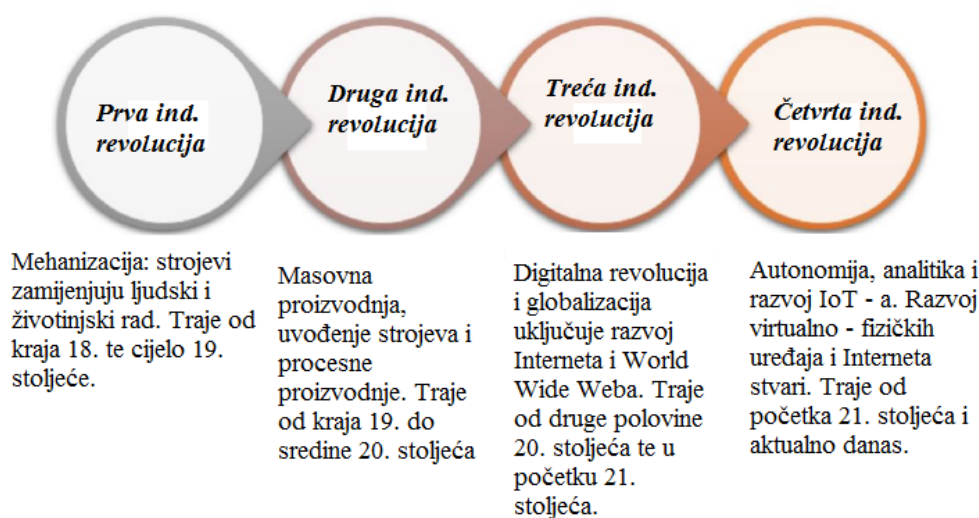 Prva ind.
revolucija
Druga ind.
revolucija
Treća ind.
revolucija
Četvrta ind.
revolucija
Mehanizacija: strojevi
zamijenjuju ljudski i
životinjski rad. Traje od
kraja 18. te cijelo 19.
stoljeće.
Masovna
proizvodnja,
uvođenje strojeva i
procesne
proizvodnje. Traje
od kraja 19. do
sredine 20. stoljeća
Digitalna revolucija
i globalizacija
uključuje razvoj
Interneta i World
Wide Weba. Traje
od druge polovine
20. stoljeća te u
početku 21.
stoljeća.
Autonomija, analitika i
razvoj IoT - a. Razvoj
virtualno - fizičkih
uređaja i Interneta
stvari. Traje od
početka 21. stoljeća i
aktualno danas.